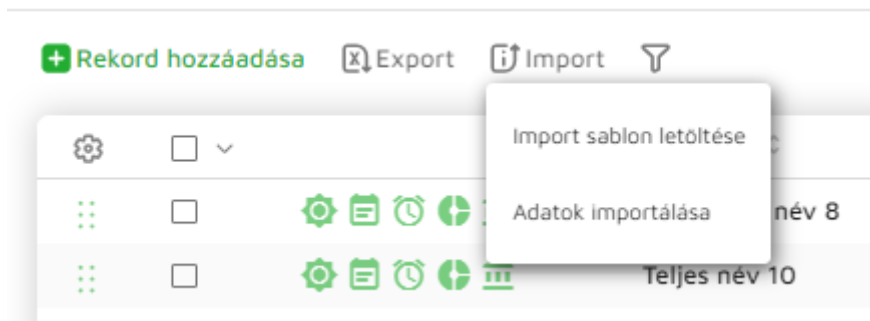 Rekord hozzáadása Export Import
Import sablon letöltése
Adatok importálása
név 8
Teljes név 10